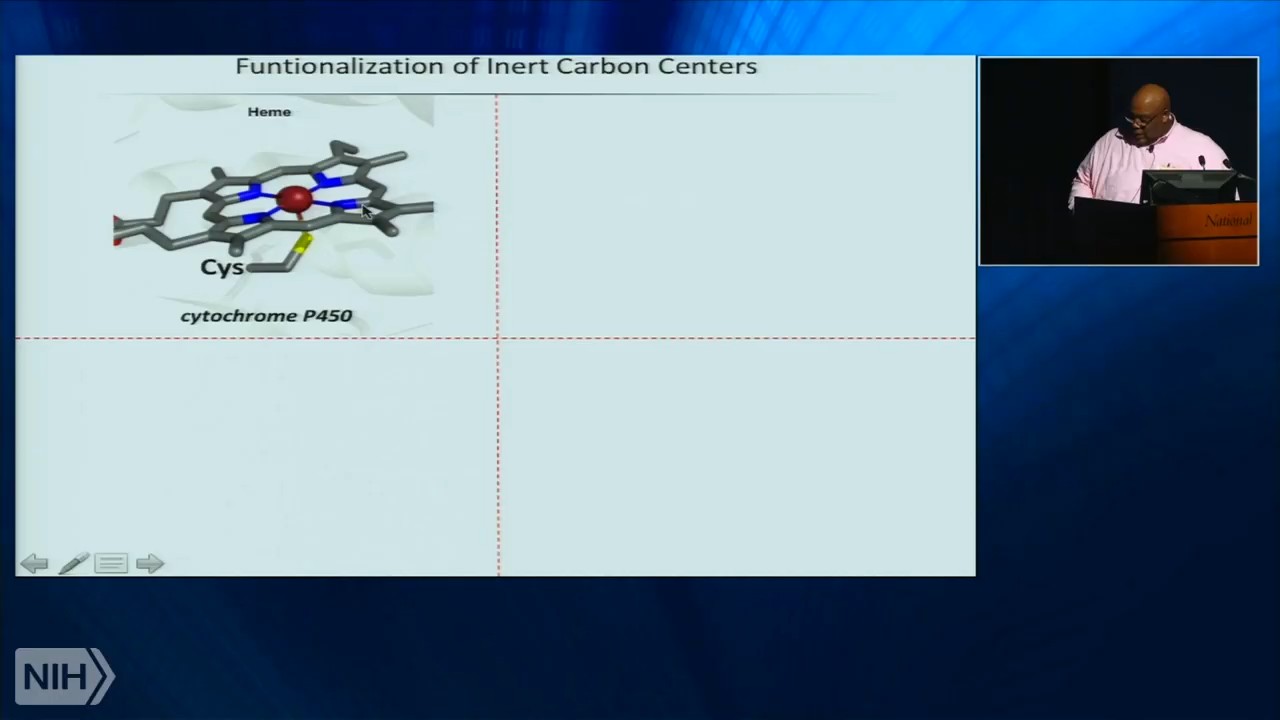 Funtionalization of Inert Carbon Centers
Heme
Cys
cytochrome P450
National
NIH